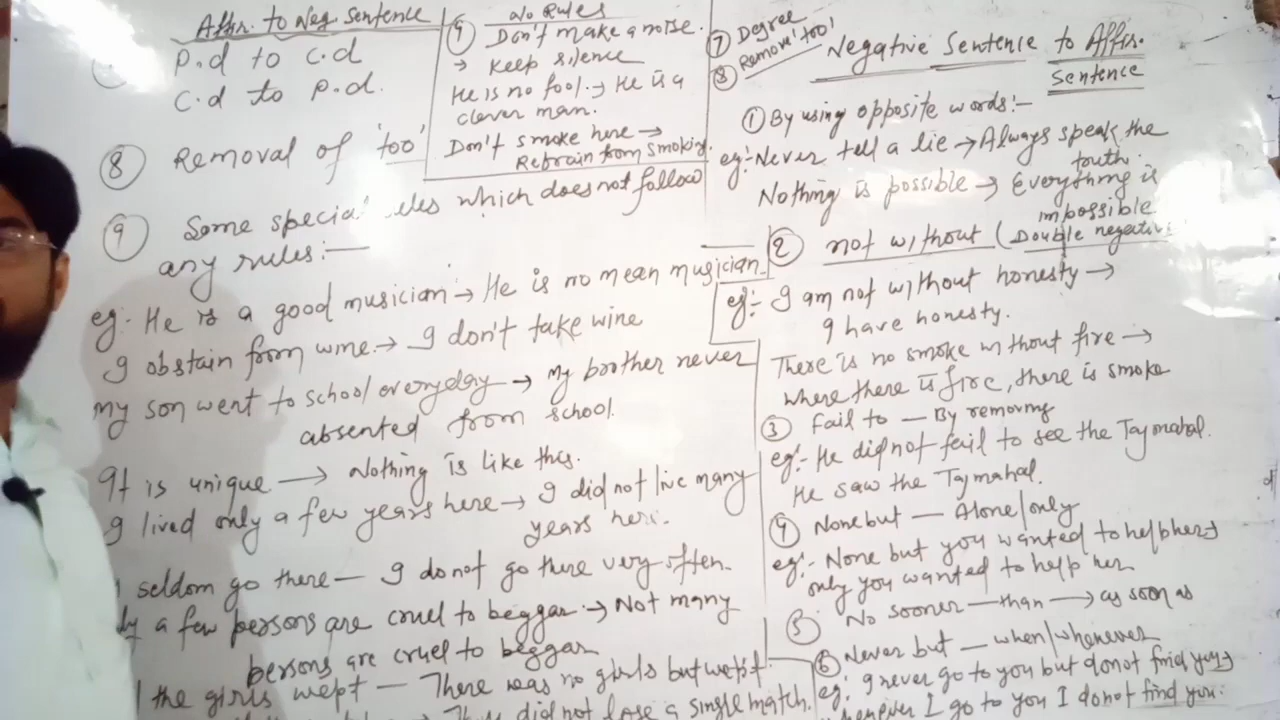 Affir. to Neg. Sentence
P.d to C.d
C.d to P.d.
⑧ Removal of 'too'
⑨ Some special rules which does not follow
any rules:—
eg:- He is a good musician → He is no mean musician.
I obstain from wine. → I don't take wine
My son went to school everyday → My brother never
absented from school.
It is unique → Nothing is like this.
I lived only a few years here → I did not live many
years here.
seldom go there — I do not go there very often.
a few persons are cruel to beggar. → Not many
persons are cruel to beggar
the girls wept — There was no girls but wept
did not lose a single match.
⑨ No Rules
Don't make a noise.
→ Keep silence
He is no fool. → He is a
clever man.
Don't smoke here →
Rebrain from smoking.
⑦ Degree
⑧ Remove 'too'
Negative Sentence to Affir.
Sentence
① By using opposite words:—
eg:- Never tell a lie → Always speak the
truth.
Nothing is possible → Everything is
impossible
② not without (Double negative
eg:- I am not without honesty →
I have honesty.
There is no smoke without fire →
where there is fire, there is smoke
③ Fail to — By removing
eg:- He did not feil to see the Tajmahal.
He saw the Tajmahal.
④ None but — Alone/only
eg:- None but you wanted to help her →
only you wanted to help her
⑤ No sooner — than → as soon as
⑥ Never but — when/whenever
eg: I never go to you but donot find you →
whenever I go to you I donot find you.